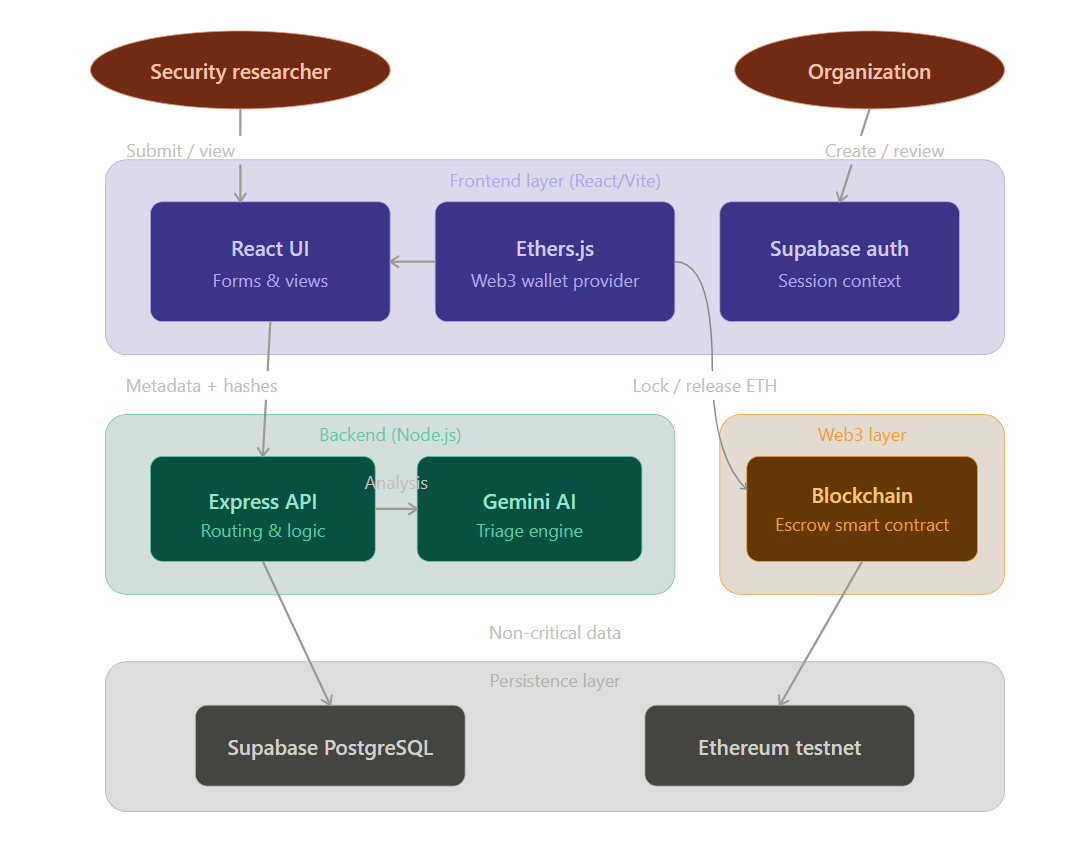 Security researcher
Organization
Submit / view
Create / review
Frontend layer (React/Vite)
React UI
Forms & views
Ethers.js
Web3 wallet provider
Supabase auth
Session context
Metadata + hashes
Lock / release ETH
Backend (Node.js)
Web3 layer
Express API
Routing & logic
Analysis
Gemini AI
Triage engine
Blockchain
Escrow smart contract
Non-critical data
Persistence layer
Supabase PostgreSQL
Ethereum testnet